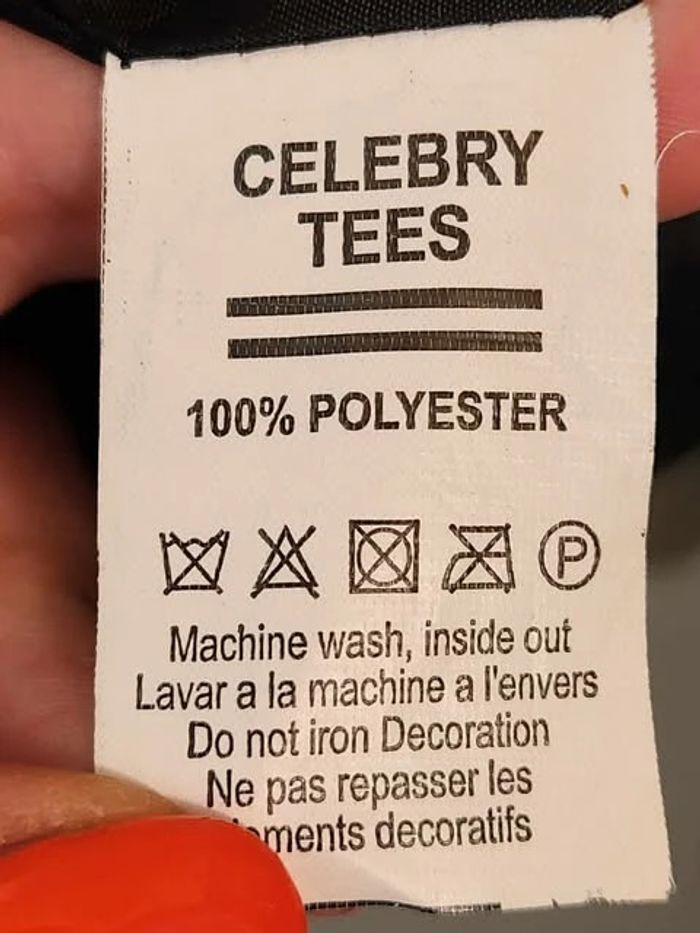 CELEBRY
TEES
100% POLYESTER
P
Machine wash, inside out
Lavar a la machine a l'envers
Do not iron Decoration
Ne pas repasser les
decoratifs